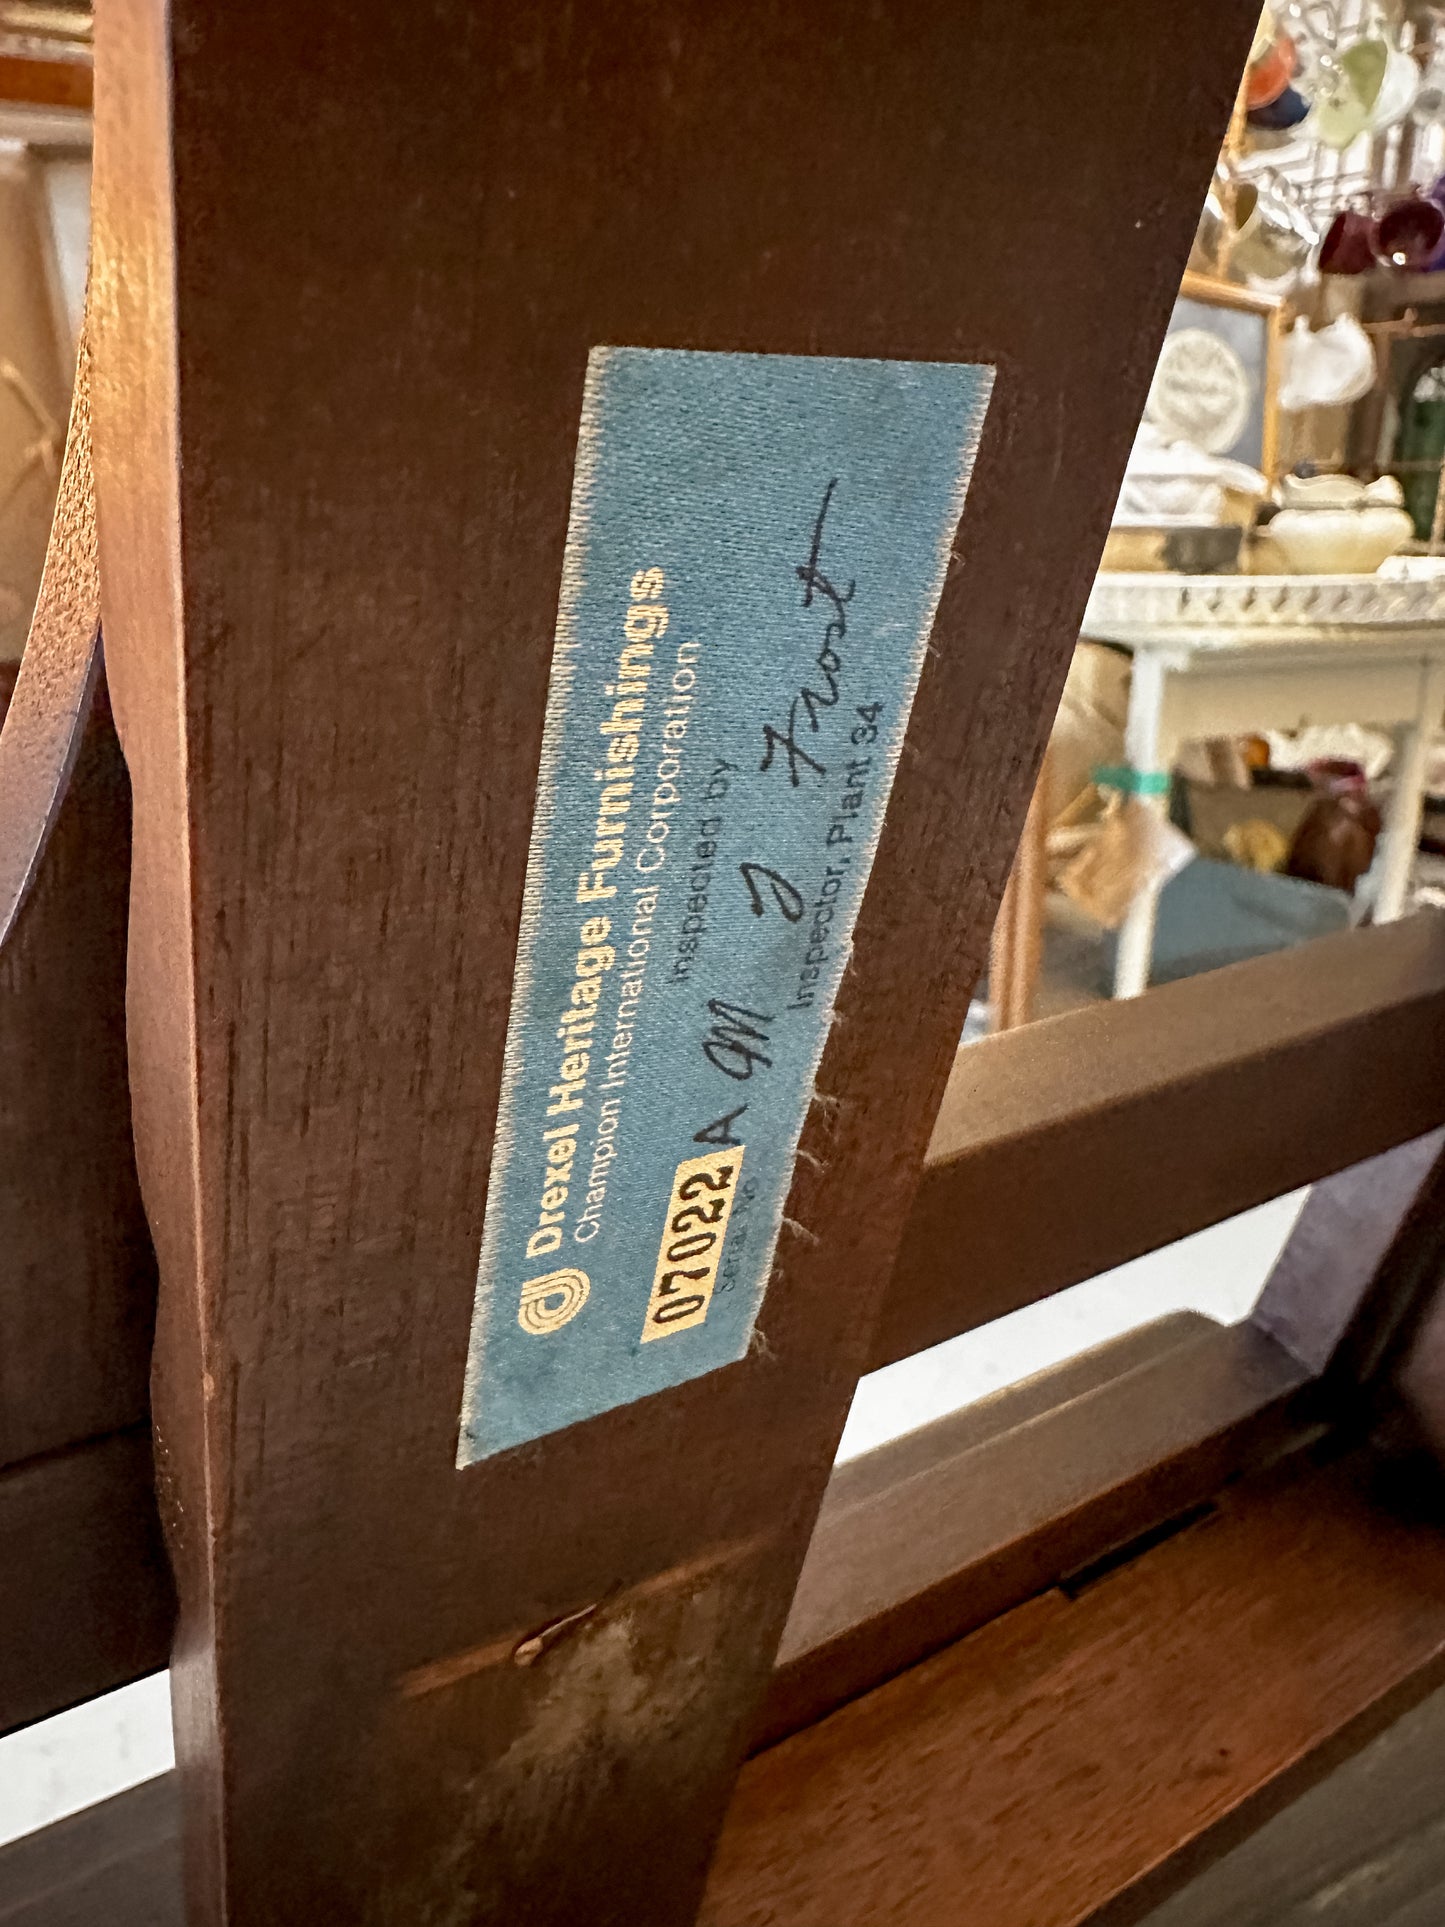 Drexel Heritage Furnishings
Champion International Corporation
Inspected by
07022 A
Serial No
J Frost
Inspector, Plant 34